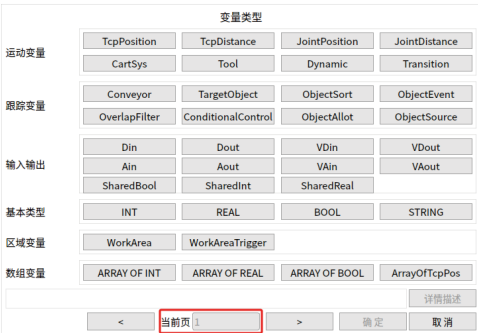 变量类型
运动变量
TcpPosition TcpDistance JointPosition JointDistance
CartSys Tool Dynamic Transition
跟踪变量
Conveyor TargetObject ObjectSort ObjectEvent
OverlapFilter ConditionalControl ObjectAllot ObjectSource
输入输出
Din Dout VDin VDout
Ain Aout VAin VAout
SharedBool SharedInt SharedReal
基本类型 INT REAL BOOL STRING
区域变量 WorkArea WorkAreaTrigger
数组变量 ARRAY OF INT ARRAY OF REAL ARRAY OF BOOL ArrayOfTcpPos
详情描述
< 当前页 1 > 确定 取消